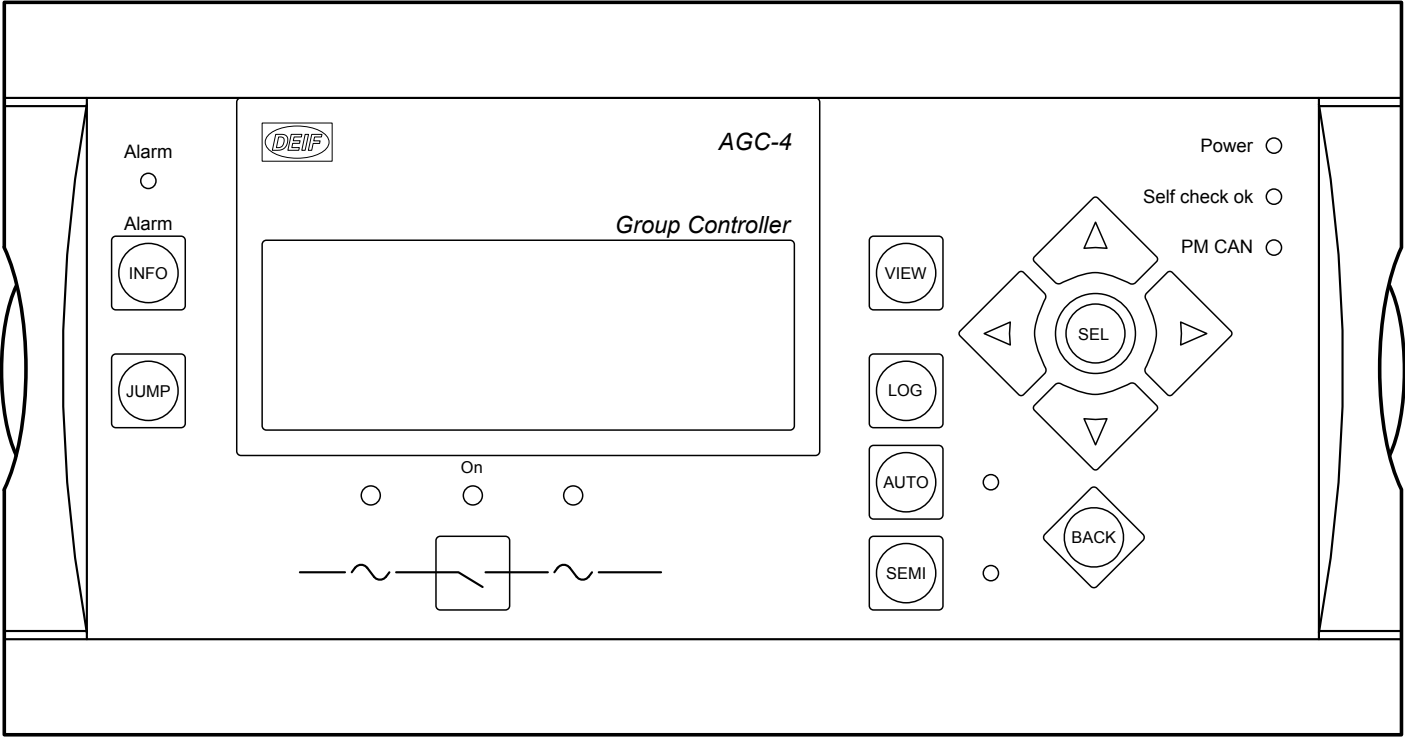 DEIF
AGC-4
Power
Alarm
Self check ok
Alarm
Group Controller
PM CAN
INFO
VIEW
SEL
JUMP
LOG
On
AUTO
BACK
SEMI